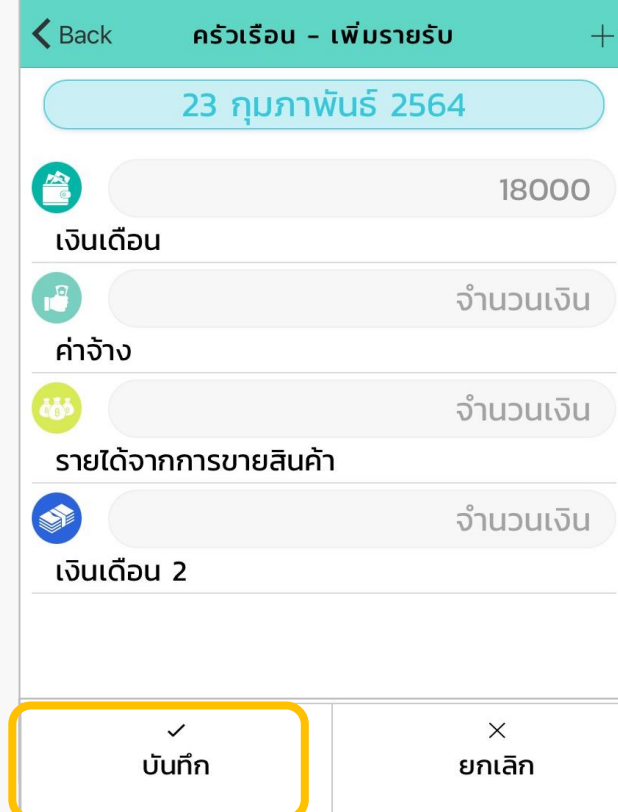 Back ครัวเรือน - เพิ่มรายรับ +
23 กุมภาพันธ์ 2564
18000
เงินเดือน
จำนวนเงิน
ค่าจ้าง
จำนวนเงิน
รายได้จากการขายสินค้า
จำนวนเงิน
เงินเดือน 2
บันทึก ยกเลิก